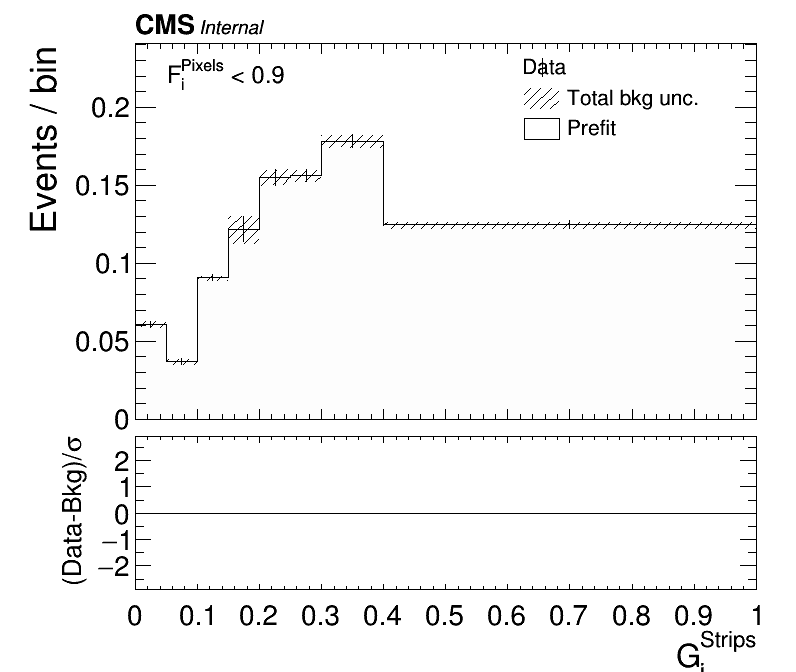 CMS Internal
F_i^Pixels < 0.9
Data
Total bkg unc.
Prefit
Events / bin
0.2
0.15
0.1
0.05
0
(Data-Bkg)/σ
2
1
0
−1
−2
0 0.1 0.2 0.3 0.4 0.5 0.6 0.7 0.8 0.9 1
G_i^Strips